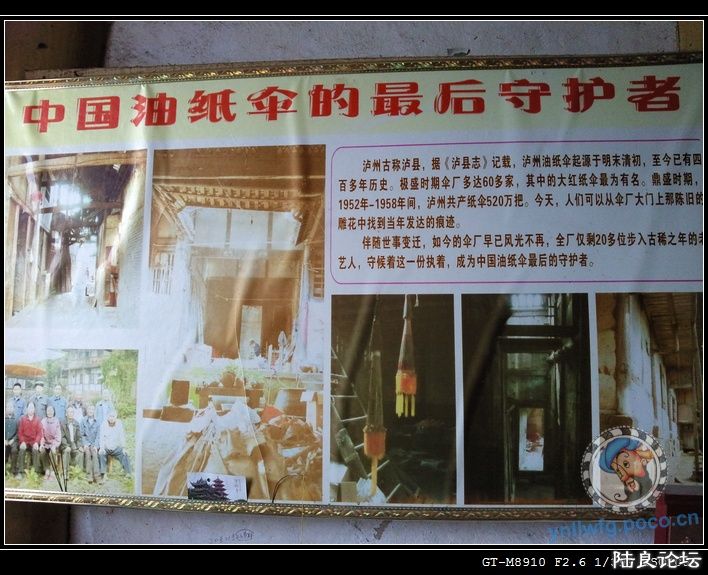 中国油纸伞的最后守护者
泸州古称泸县，据《泸县志》记载，泸州油纸伞起源于明末清初，至今已有四
百多年历史。极盛时期伞厂多达60多家，其中的大红纸伞最为有名。鼎盛时期，
1952年-1958年间，泸州共产纸伞520万把。今天，人们可以从伞厂大门上那陈旧的
雕花中找到当年发达的痕迹。
伴随世事变迁，如今的伞厂早已风光不再，全厂仅剩20多位步入古稀之年的老
艺人，守候着这一份执着，成为中国油纸伞最后的守护者。
poco.cn
GT-M8910 F2.6
陆良论坛